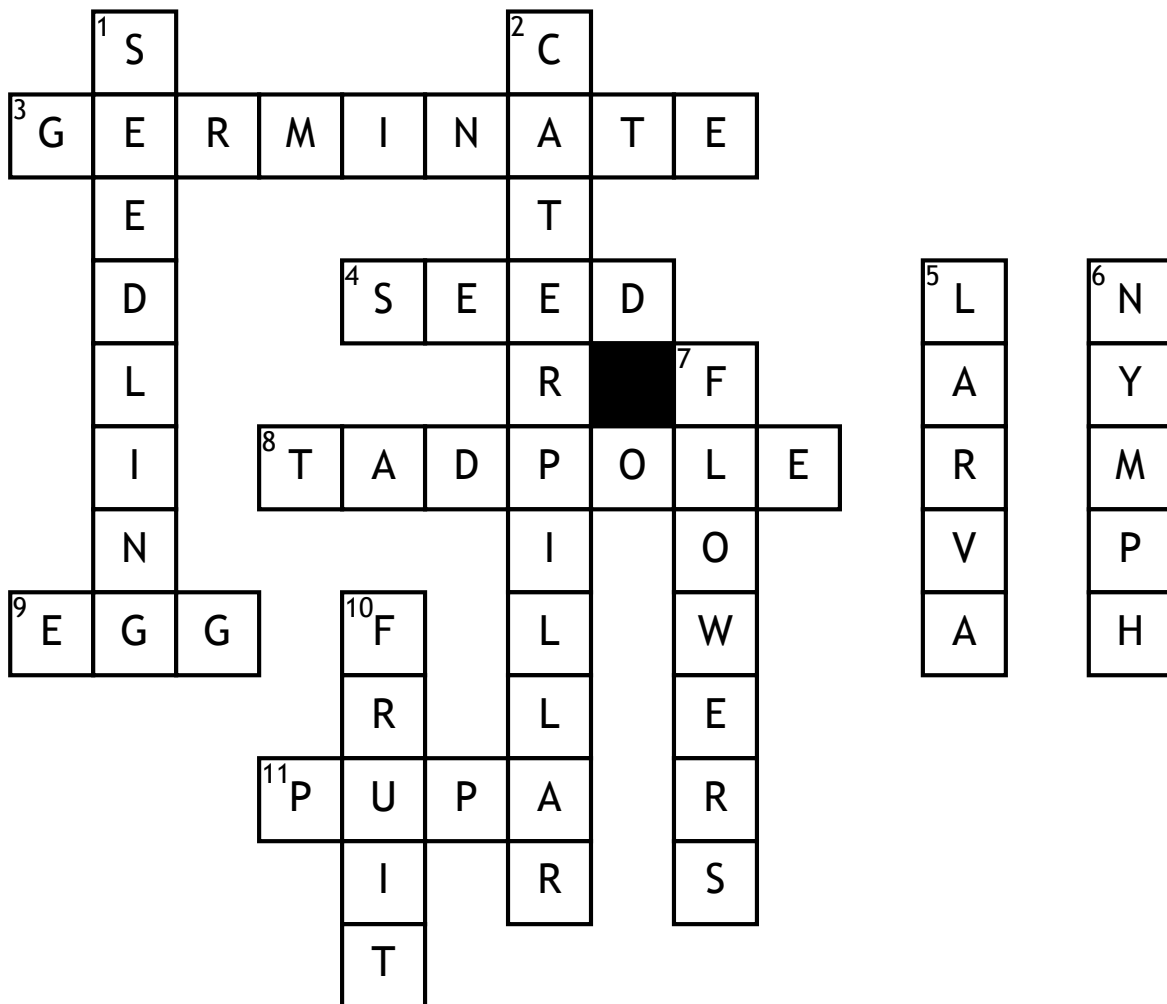 1 S 2 C
3 G E R M I N A T E
E T
D 4 S E E D 5 L 6 N
L R 7 F A Y
I 8 T A D P O L E R M
N I O V P
9 E G G 10 F L W A H
R L E
11 P U P A R
I R S
T